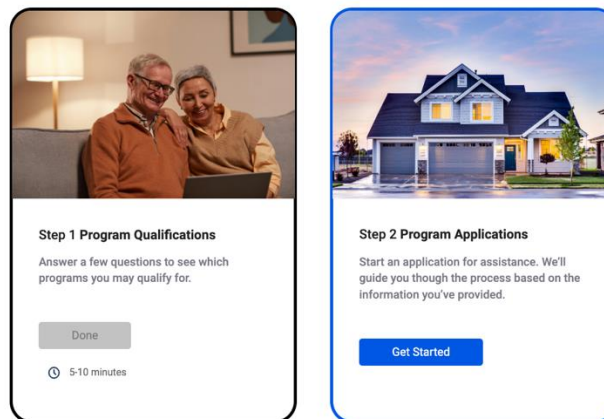 Step 1 Program Qualifications
Answer a few questions to see which
programs you may qualify for.
Done
5-10 minutes
Step 2 Program Applications
Start an application for assistance. We'll
guide you though the process based on the
information you've provided.
Get Started